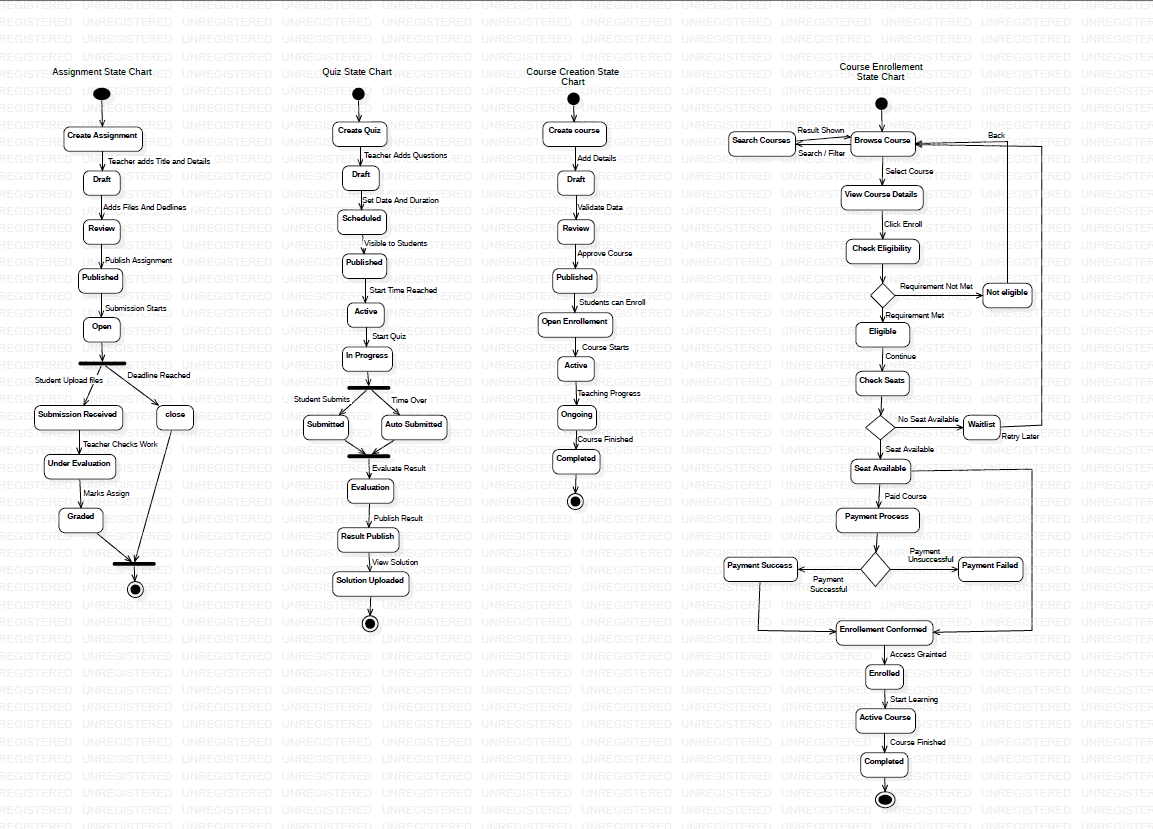 Assignment State Chart
Create Assignment
Teacher adds Title and Details
Draft
Adds Files And Dedlines
Review
Publish Assignment
Published
Submission Starts
Open
Student Upload files
Deadline Reached
Submission Received
close
Teacher Checks Work
Under Evaluation
Marks Assign
Graded
Quiz State Chart
Create Quiz
Teacher Adds Questions
Draft
Set Date And Duration
Scheduled
Visible to Students
Published
Start Time Reached
Active
Start Quiz
In Progress
Student Submits
Time Over
Submitted
Auto Submitted
Evaluate Result
Evaluation
Publish Result
Result Publish
View Solution
Solution Uploaded
Course Creation State
Chart
Create course
Add Details
Draft
Validate Data
Review
Approve Course
Published
Students can Enroll
Open Enrollement
Course Starts
Active
Teaching Progress
Ongoing
Course Finished
Completed
Course Enrollement
State Chart
Search Courses
Result Shown
Search / Filter
Browse Course
Back
Select Course
View Course Details
Click Enroll
Check Eligibility
Requirement Not Met
Not eligible
Requirement Met
Eligible
Continue
Check Seats
No Seat Available
Waitlist
Retry Later
Seat Available
Seat Available
Paid Course
Payment Process
Payment
Unsuccessful
Payment Success
Payment Failed
Payment
Successful
Enrollement Conformed
Access Grainted
Enrolled
Start Learning
Active Course
Course Finished
Completed
UNREGISTERED